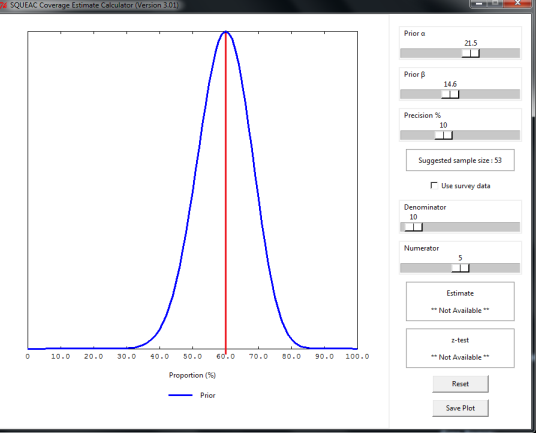 SQUEAC Coverage Estimate Calculator (Version 3.01)
Prior α
21.5
Prior β
14.6
Precision %
10
Suggested sample size : 53
Use survey data
Denominator
10
Numerator
5
Estimate
** Not Available **
z-test
** Not Available **
Reset
Save Plot
0 10.0 20.0 30.0 40.0 50.0 60.0 70.0 80.0 90.0 100.0
Proportion (%)
Prior